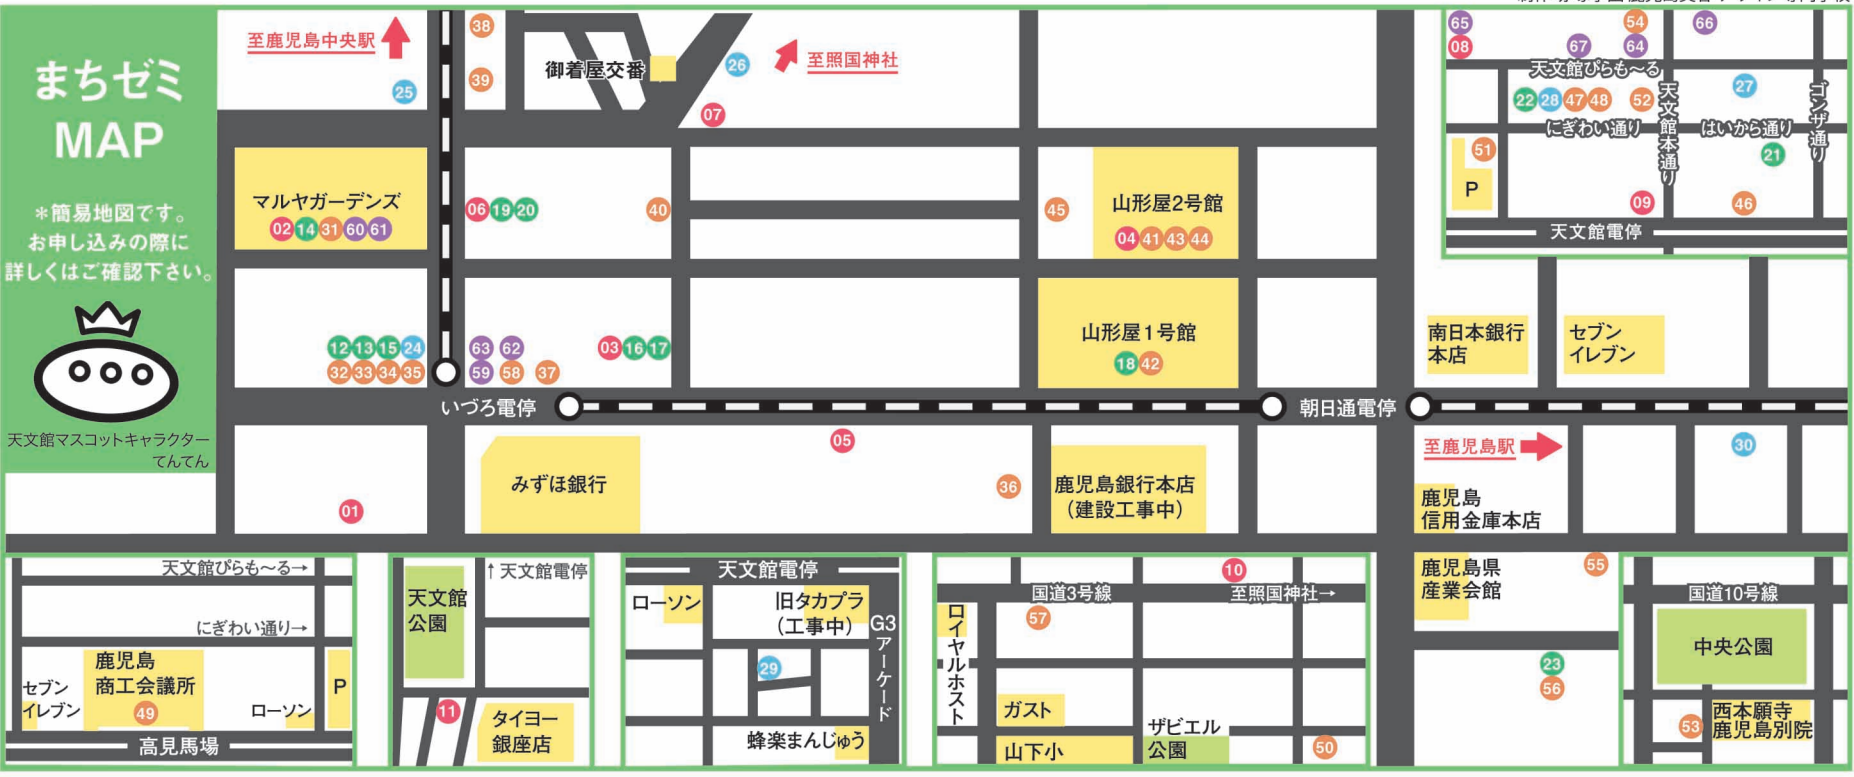 まちゼミ
MAP
＊簡易地図です。
お申し込みの際に
詳しくはご確認下さい。
天文館マスコットキャラクター
てんてん
至鹿児島中央駅
25
38
39
御着屋交番
26
至照国神社
07
マルヤガーデンズ
02 14 31 60 61
06 19 20
40
45
山形屋2号館
04 41 43 44
12 13 15 24
32 33 34 35
63 62
59 58 37
03 16 17
山形屋1号館
18 42
いづろ電停
朝日通電停
01
みずほ銀行
05
36
鹿児島銀行本店
（建設工事中）
65
08
54
67 64
66
天文館ぴらも〜る
22 28 47 48 52
27
にぎわい通り
はいから通り
天文館本通り
ゴンザ通り
51
21
P
09
46
天文館電停
南日本銀行
本店
セブン
イレブン
至鹿児島駅
30
鹿児島
信用金庫本店
鹿児島県
産業会館
55
23
56
天文館ぴらも〜る→
にぎわい通り→
鹿児島
商工会議所
49
セブン
イレブン
ローソン
P
高見馬場
天文館
公園
↑天文館電停
11
タイヨー
銀座店
天文館電停
ローソン
旧タカプラ
（工事中）
G3アーケード
29
蜂楽まんじゅう
10
国道3号線
至照国神社→
ロイヤルホスト
57
ガスト
山下小
ザビエル
公園
50
国道10号線
中央公園
53
西本願寺
鹿児島別院